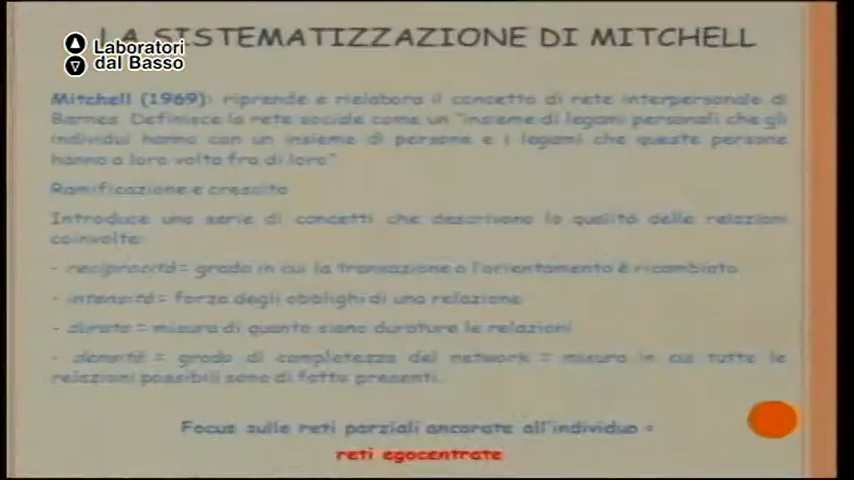 LA SISTEMATIZZAZIONE DI MITCHELL
Laboratori
dal Basso
Mitchell (1969): riprende e rielabora il concetto di rete interpersonale di
Barnes. Definisce la rete sociale come un "insieme di legami personali che gli
individui hanno con un insieme di persone e i legami che queste persone
hanno a loro volta fra di loro"
Ramificazione e crescita
Introduce una serie di concetti che descrivono la qualità delle relazioni
coinvolte:
- reciprocità= grado in cui la transazione o l'orientamento è ricambiato
- intensità= forza degli obblighi di una relazione
- durata = misura di quanto siano durature le relazioni
- densità = grado di completezza del network = misura in cui tutte le
relazioni possibili sono di fatto presenti.
Focus sulle reti parziali ancorate all'individuo =
reti egocentrate